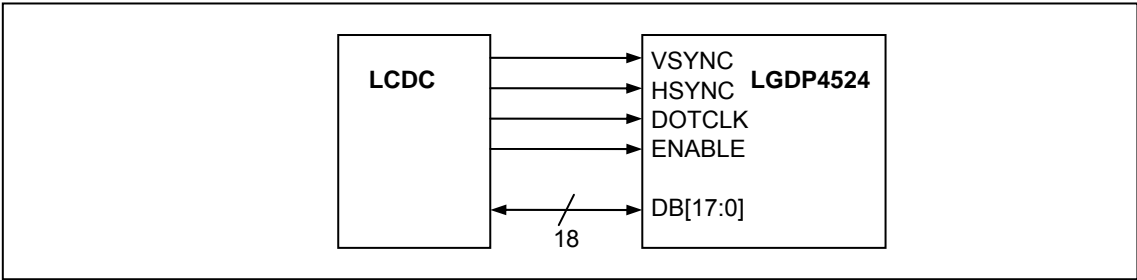 VSYNC
LCDC
LGDP4524
HSYNC
DOTCLK
ENABLE
DB[17:0]
18